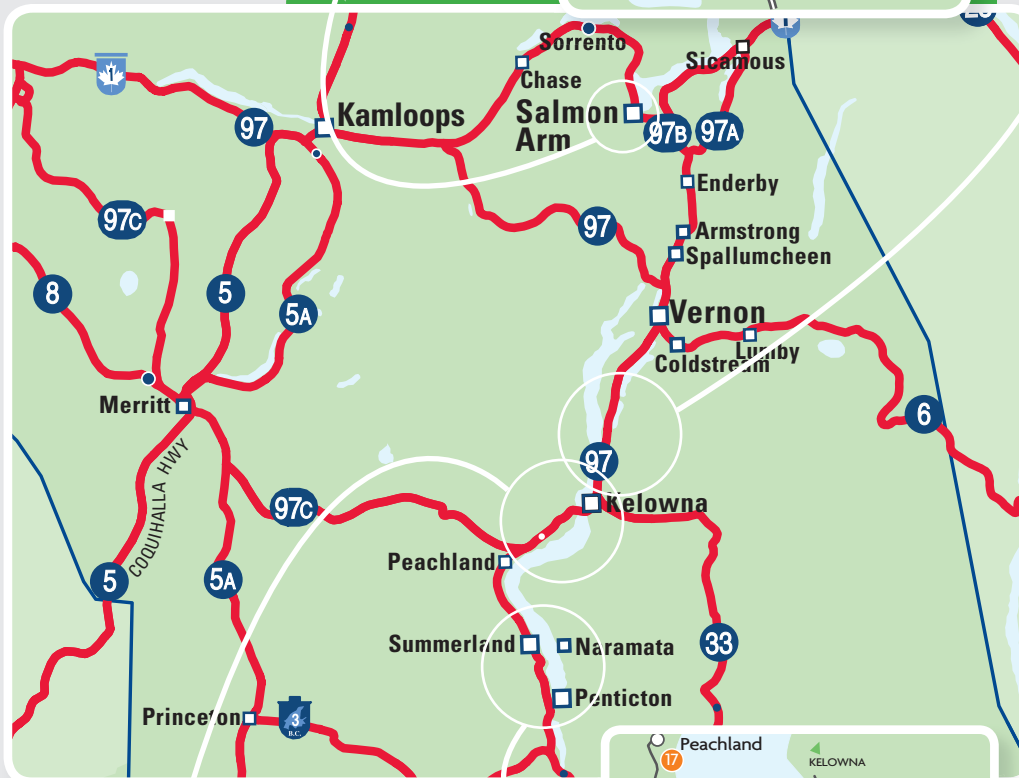 1
Sorrento
Sicamous
Chase
Kamloops
Salmon
Arm
97
97B
97A
1
Enderby
97C
97
Armstrong
Spallumcheen
8
5
5A
Vernon
Lumby
Coldstream
6
Merritt
COQUIHALLA HWY
97
97C
Kelowna
Peachland
5
5A
33
Summerland
Naramata
Penticton
Princeton
3
B.C.
Peachland
17
KELOWNA